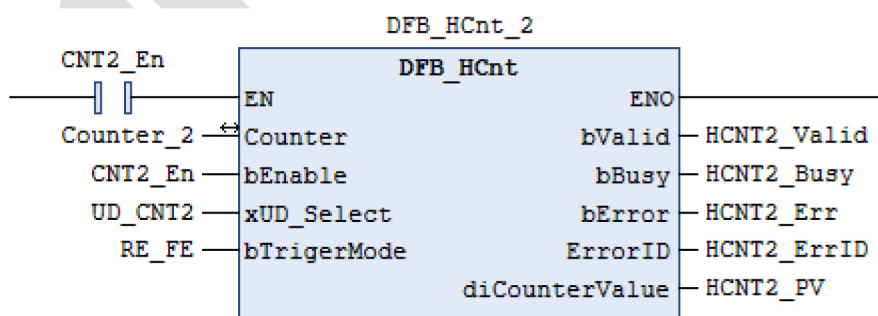 DFB_HCnt_2
CNT2_En
DFB_HCnt
EN ENO
Counter_2 Counter bValid HCNT2_Valid
CNT2_En bEnable bBusy HCNT2_Busy
UD_CNT2 xUD_Select bError HCNT2_Err
RE_FE bTrigerMode ErrorID HCNT2_ErrID
diCounterValue HCNT2_PV